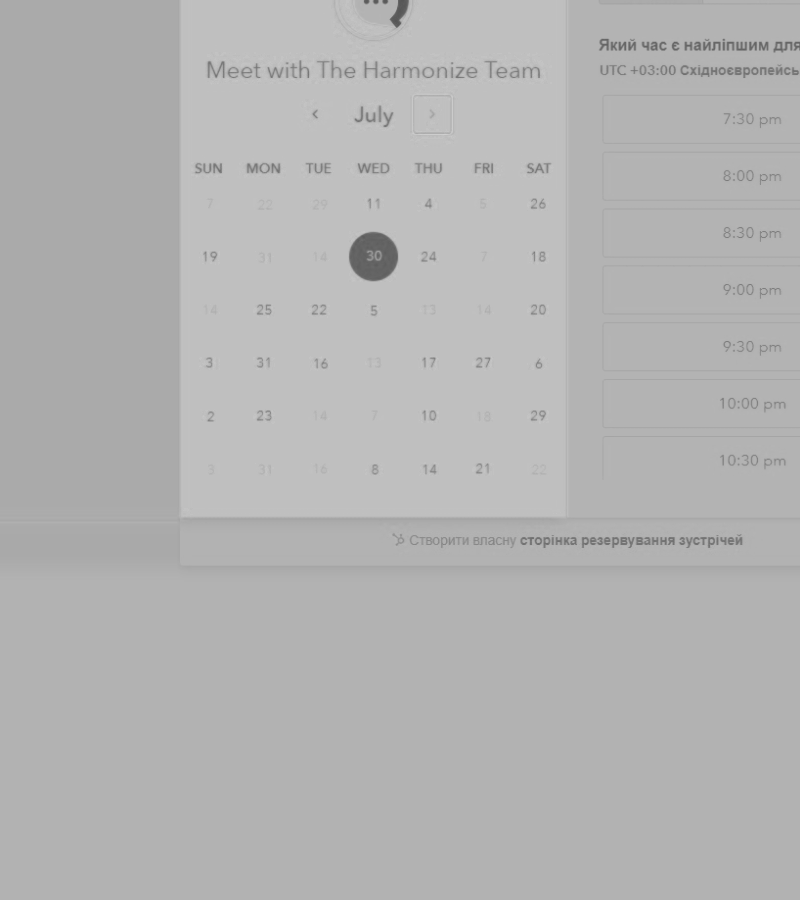 Meet with The Harmonize Team
July
SUN MON TUE WED THU FRI SAT
7 22 29 11 4 5 26
19 31 14 30 24 7 18
14 25 22 5 13 14 20
3 31 16 13 17 27 6
2 23 14 7 10 18 29
3 31 16 8 14 21 22
Який час є найліпшим для
UTC +03:00 Східноєвропейсь
7:30 pm
8:00 pm
8:30 pm
9:00 pm
9:30 pm
10:00 pm
10:30 pm
Створити власну сторінка резервування зустрічей